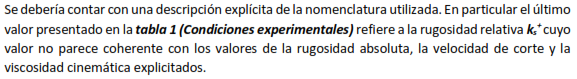 Se debería contar con una descripción explícita de la nomenclatura utilizada. En particular el último
valor presentado en la tabla 1 (Condiciones experimentales) refiere a la rugosidad relativa kₛ⁺ cuyo
valor no parece coherente con los valores de la rugosidad absoluta, la velocidad de corte y la
viscosidad cinemática explicitados.